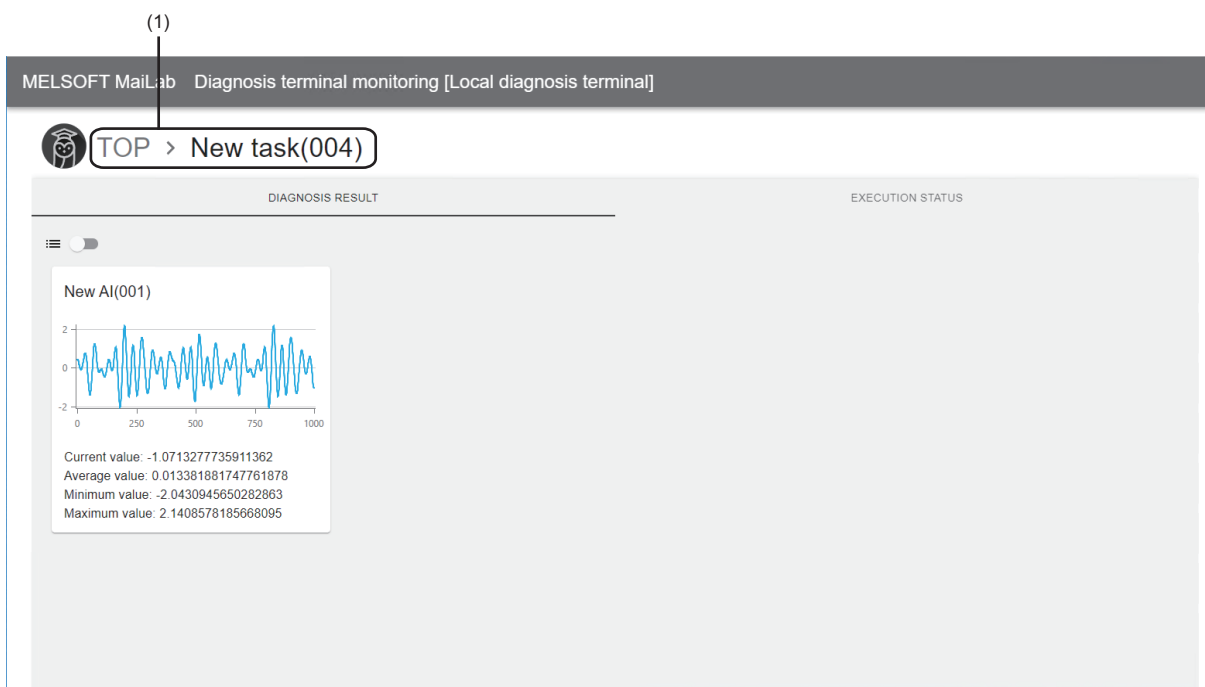 (1)
MELSOFT MaiLab Diagnosis terminal monitoring [Local diagnosis terminal]
TOP > New task(004)
DIAGNOSIS RESULT EXECUTION STATUS
New AI(001)
2
0
-2
0 250 500 750 1000
Current value: -1.0713277735911362
Average value: 0.013381881747761878
Minimum value: -2.0430945650282863
Maximum value: 2.1408578185668095